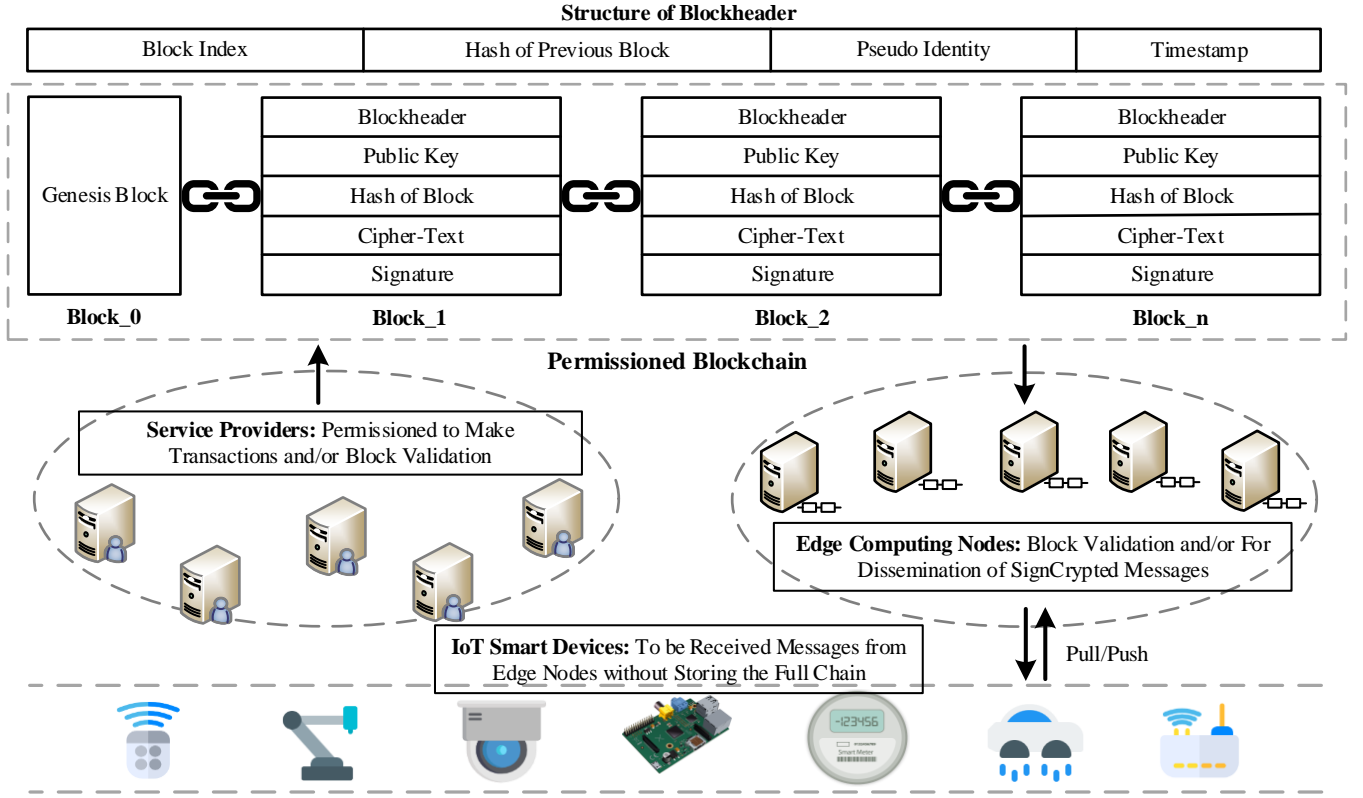 Structure of Blockheader
Block Index
Hash of Previous Block
Pseudo Identity
Timestamp
Genesis Block
Block_0
Blockheader
Public Key
Hash of Block
Cipher-Text
Signature
Block_1
Blockheader
Public Key
Hash of Block
Cipher-Text
Signature
Block_2
Blockheader
Public Key
Hash of Block
Cipher-Text
Signature
Block_n
Permissioned Blockchain
Service Providers: Permissioned to Make
Transactions and/or Block Validation
Edge Computing Nodes: Block Validation and/or For
Dissemination of SignCrypted Messages
IoT Smart Devices: To be Received Messages from
Edge Nodes without Storing the Full Chain
Pull/Push
-123456
Smart Meter